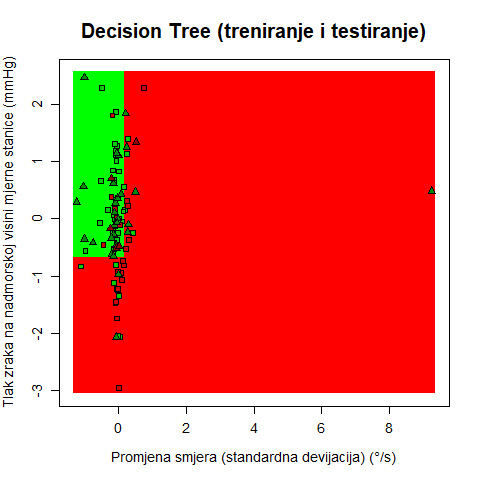 Decision Tree (treniranje i testiranje)
Tlak zraka na nadmorskoj visini mjerne stanice (mmHg)
2
1
0
-1
-2
-3
0 2 4 6 8
Promjena smjera (standardna devijacija) (°/s)